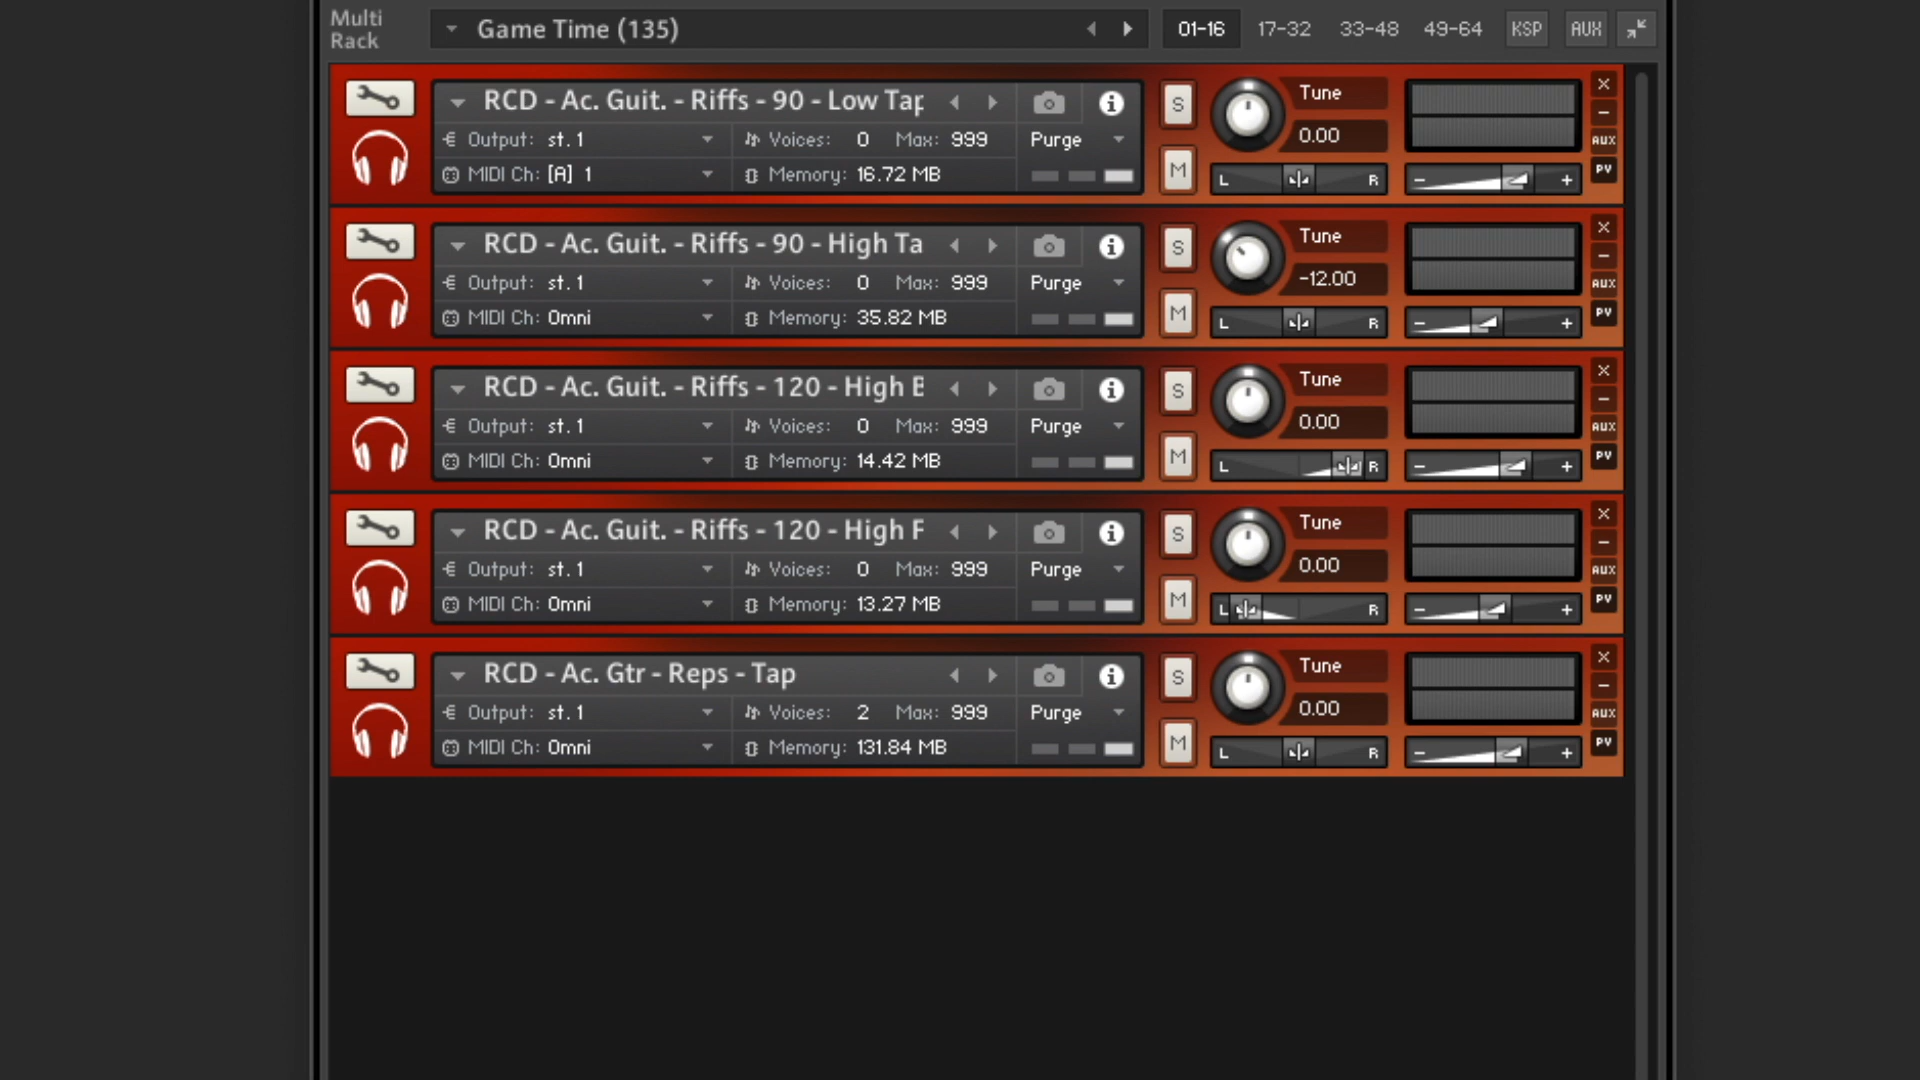 Multi Rack
Game Time (135)
01-16 17-32 33-48 49-64 KSP AUX
RCD - Ac. Guit. - Riffs - 90 - Low Tap
Output: st. 1 Voices: 0 Max: 999 Purge
MIDI Ch: [A] 1 Memory: 16.72 MB
S M
Tune
0.00
L R - +
× - AUX PV
RCD - Ac. Guit. - Riffs - 90 - High Ta
Output: st. 1 Voices: 0 Max: 999 Purge
MIDI Ch: Omni Memory: 35.82 MB
S M
Tune
-12.00
L R - +
× - AUX PV
RCD - Ac. Guit. - Riffs - 120 - High B
Output: st. 1 Voices: 0 Max: 999 Purge
MIDI Ch: Omni Memory: 14.42 MB
S M
Tune
0.00
L R - +
× - AUX PV
RCD - Ac. Guit. - Riffs - 120 - High F
Output: st. 1 Voices: 0 Max: 999 Purge
MIDI Ch: Omni Memory: 13.27 MB
S M
Tune
0.00
L R - +
× - AUX PV
RCD - Ac. Gtr - Reps - Tap
Output: st. 1 Voices: 2 Max: 999 Purge
MIDI Ch: Omni Memory: 131.84 MB
S M
Tune
0.00
L R - +
× - AUX PV